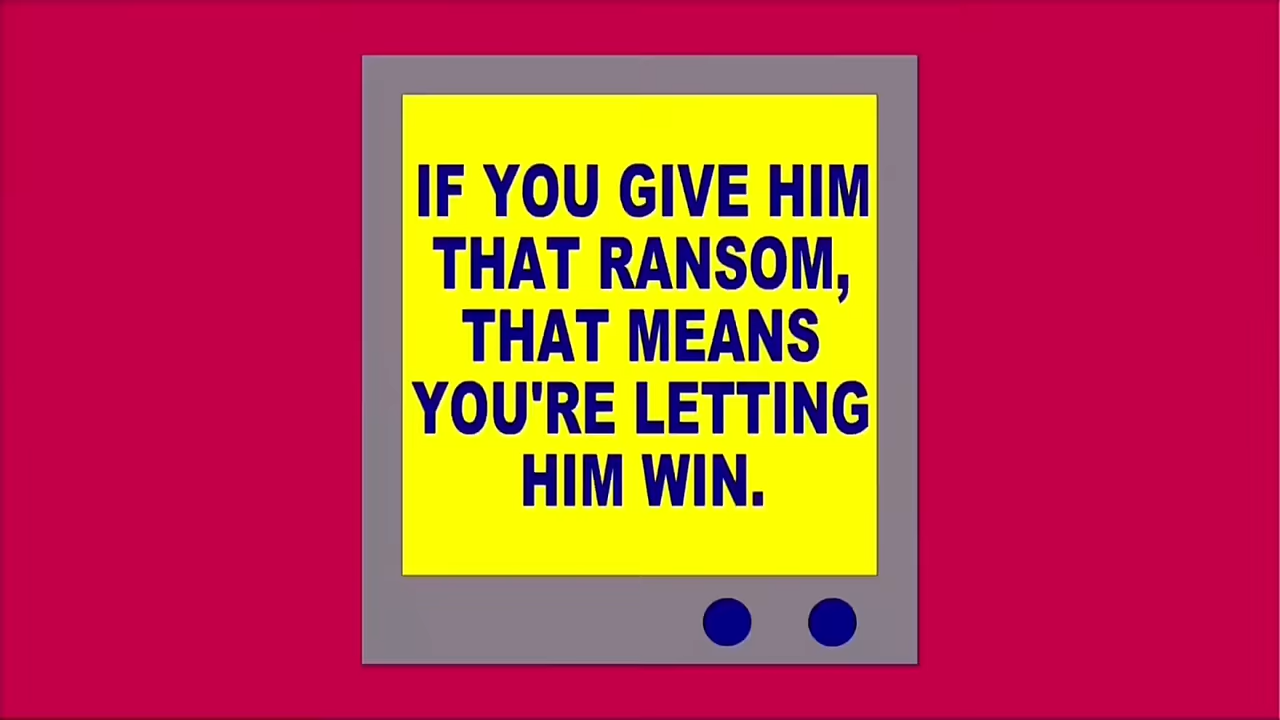 IF YOU GIVE HIM
THAT RANSOM,
THAT MEANS
YOU'RE LETTING
HIM WIN.